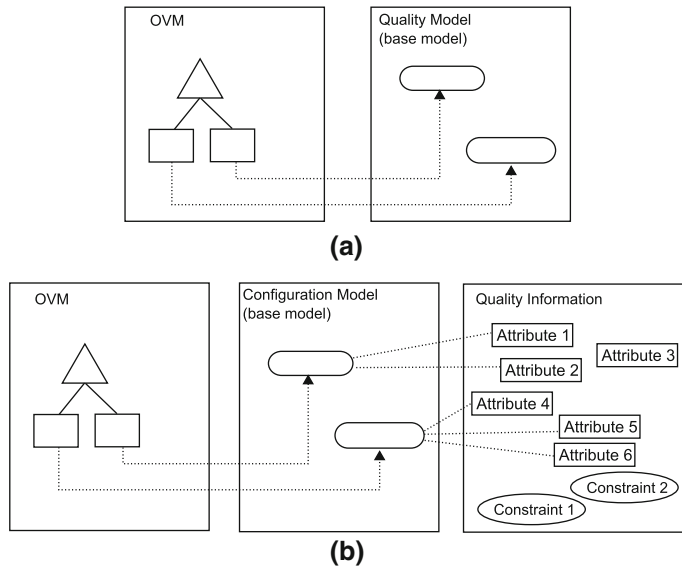 OVM
Quality Model
(base model)
(a)
OVM
Configuration Model
(base model)
Quality Information
Attribute 1
Attribute 3
Attribute 2
Attribute 4
Attribute 5
Attribute 6
Constraint 2
Constraint 1
(b)